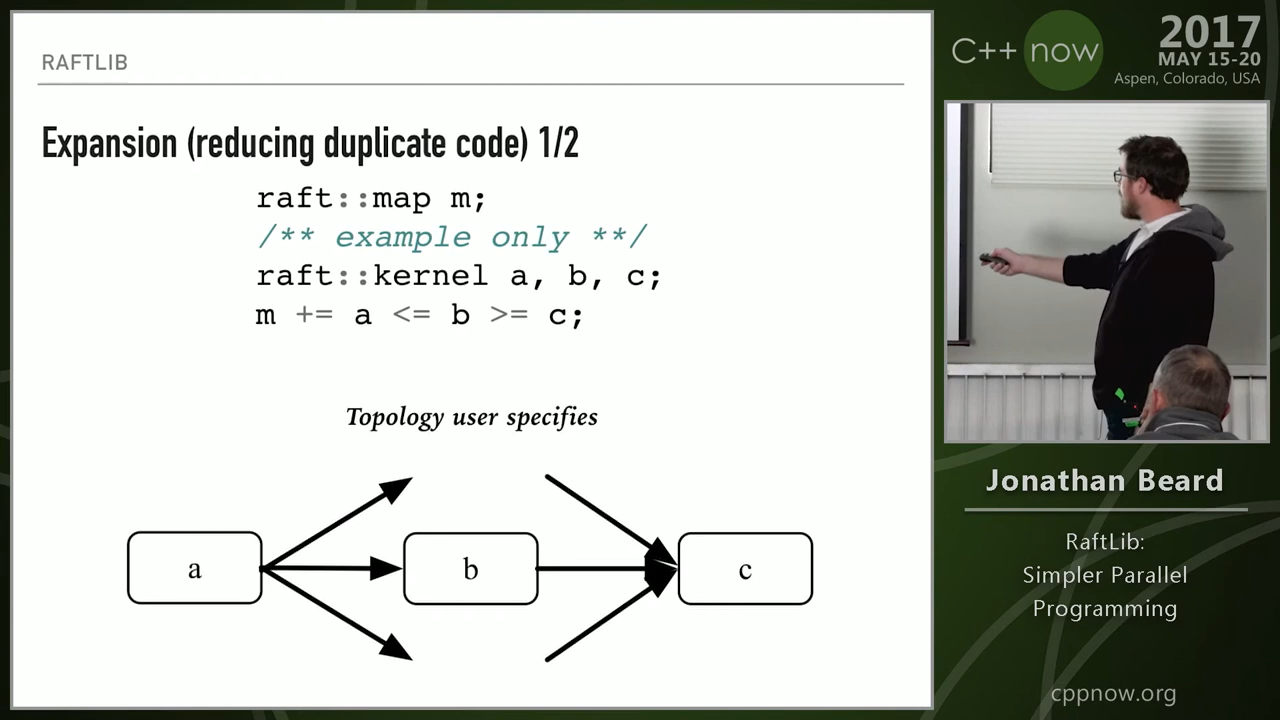 RAFTLIB
Expansion (reducing duplicate code) 1/2
raft::map m;
/** example only **/
raft::kernel a, b, c;
m += a <= b >= c;
Topology user specifies
a
b
c
C++ now
2017
MAY 15-20
Aspen, Colorado, USA
Jonathan Beard
RaftLib:
Simpler Parallel
Programming
cppnow.org